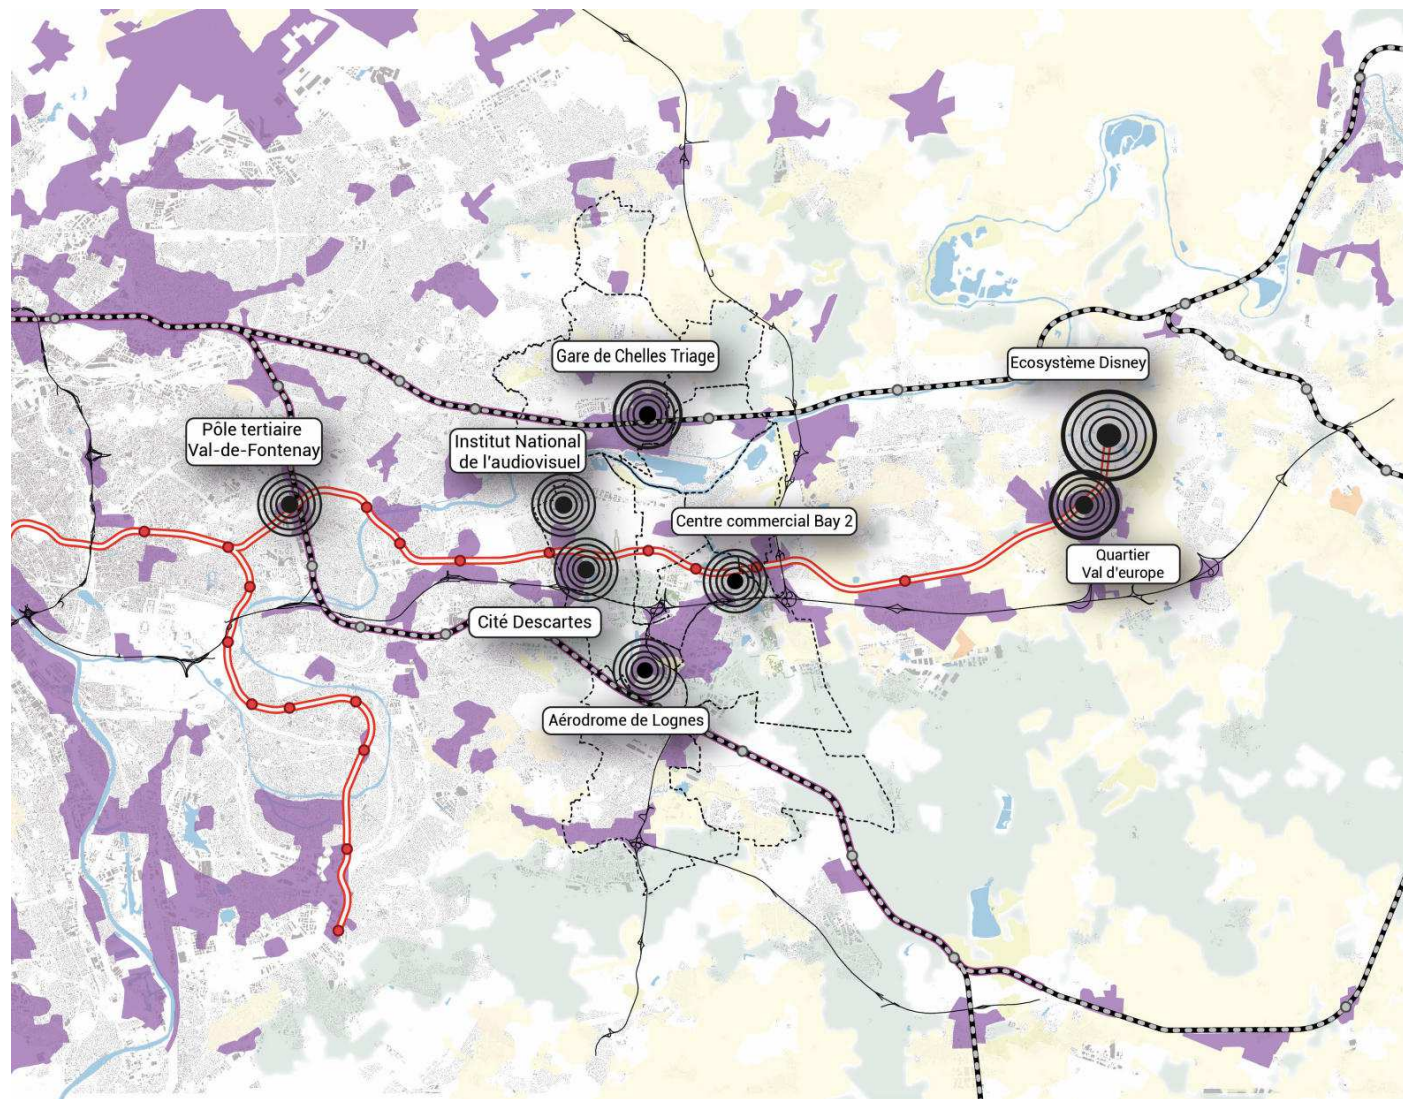 Gare de Chelles Triage
Ecosystème Disney
Pôle tertiaire
Val-de-Fontenay
Institut National
de l'audiovisuel
Centre commercial Bay 2
Quartier
Val d'europe
Cité Descartes
Aérodrome de Lognes